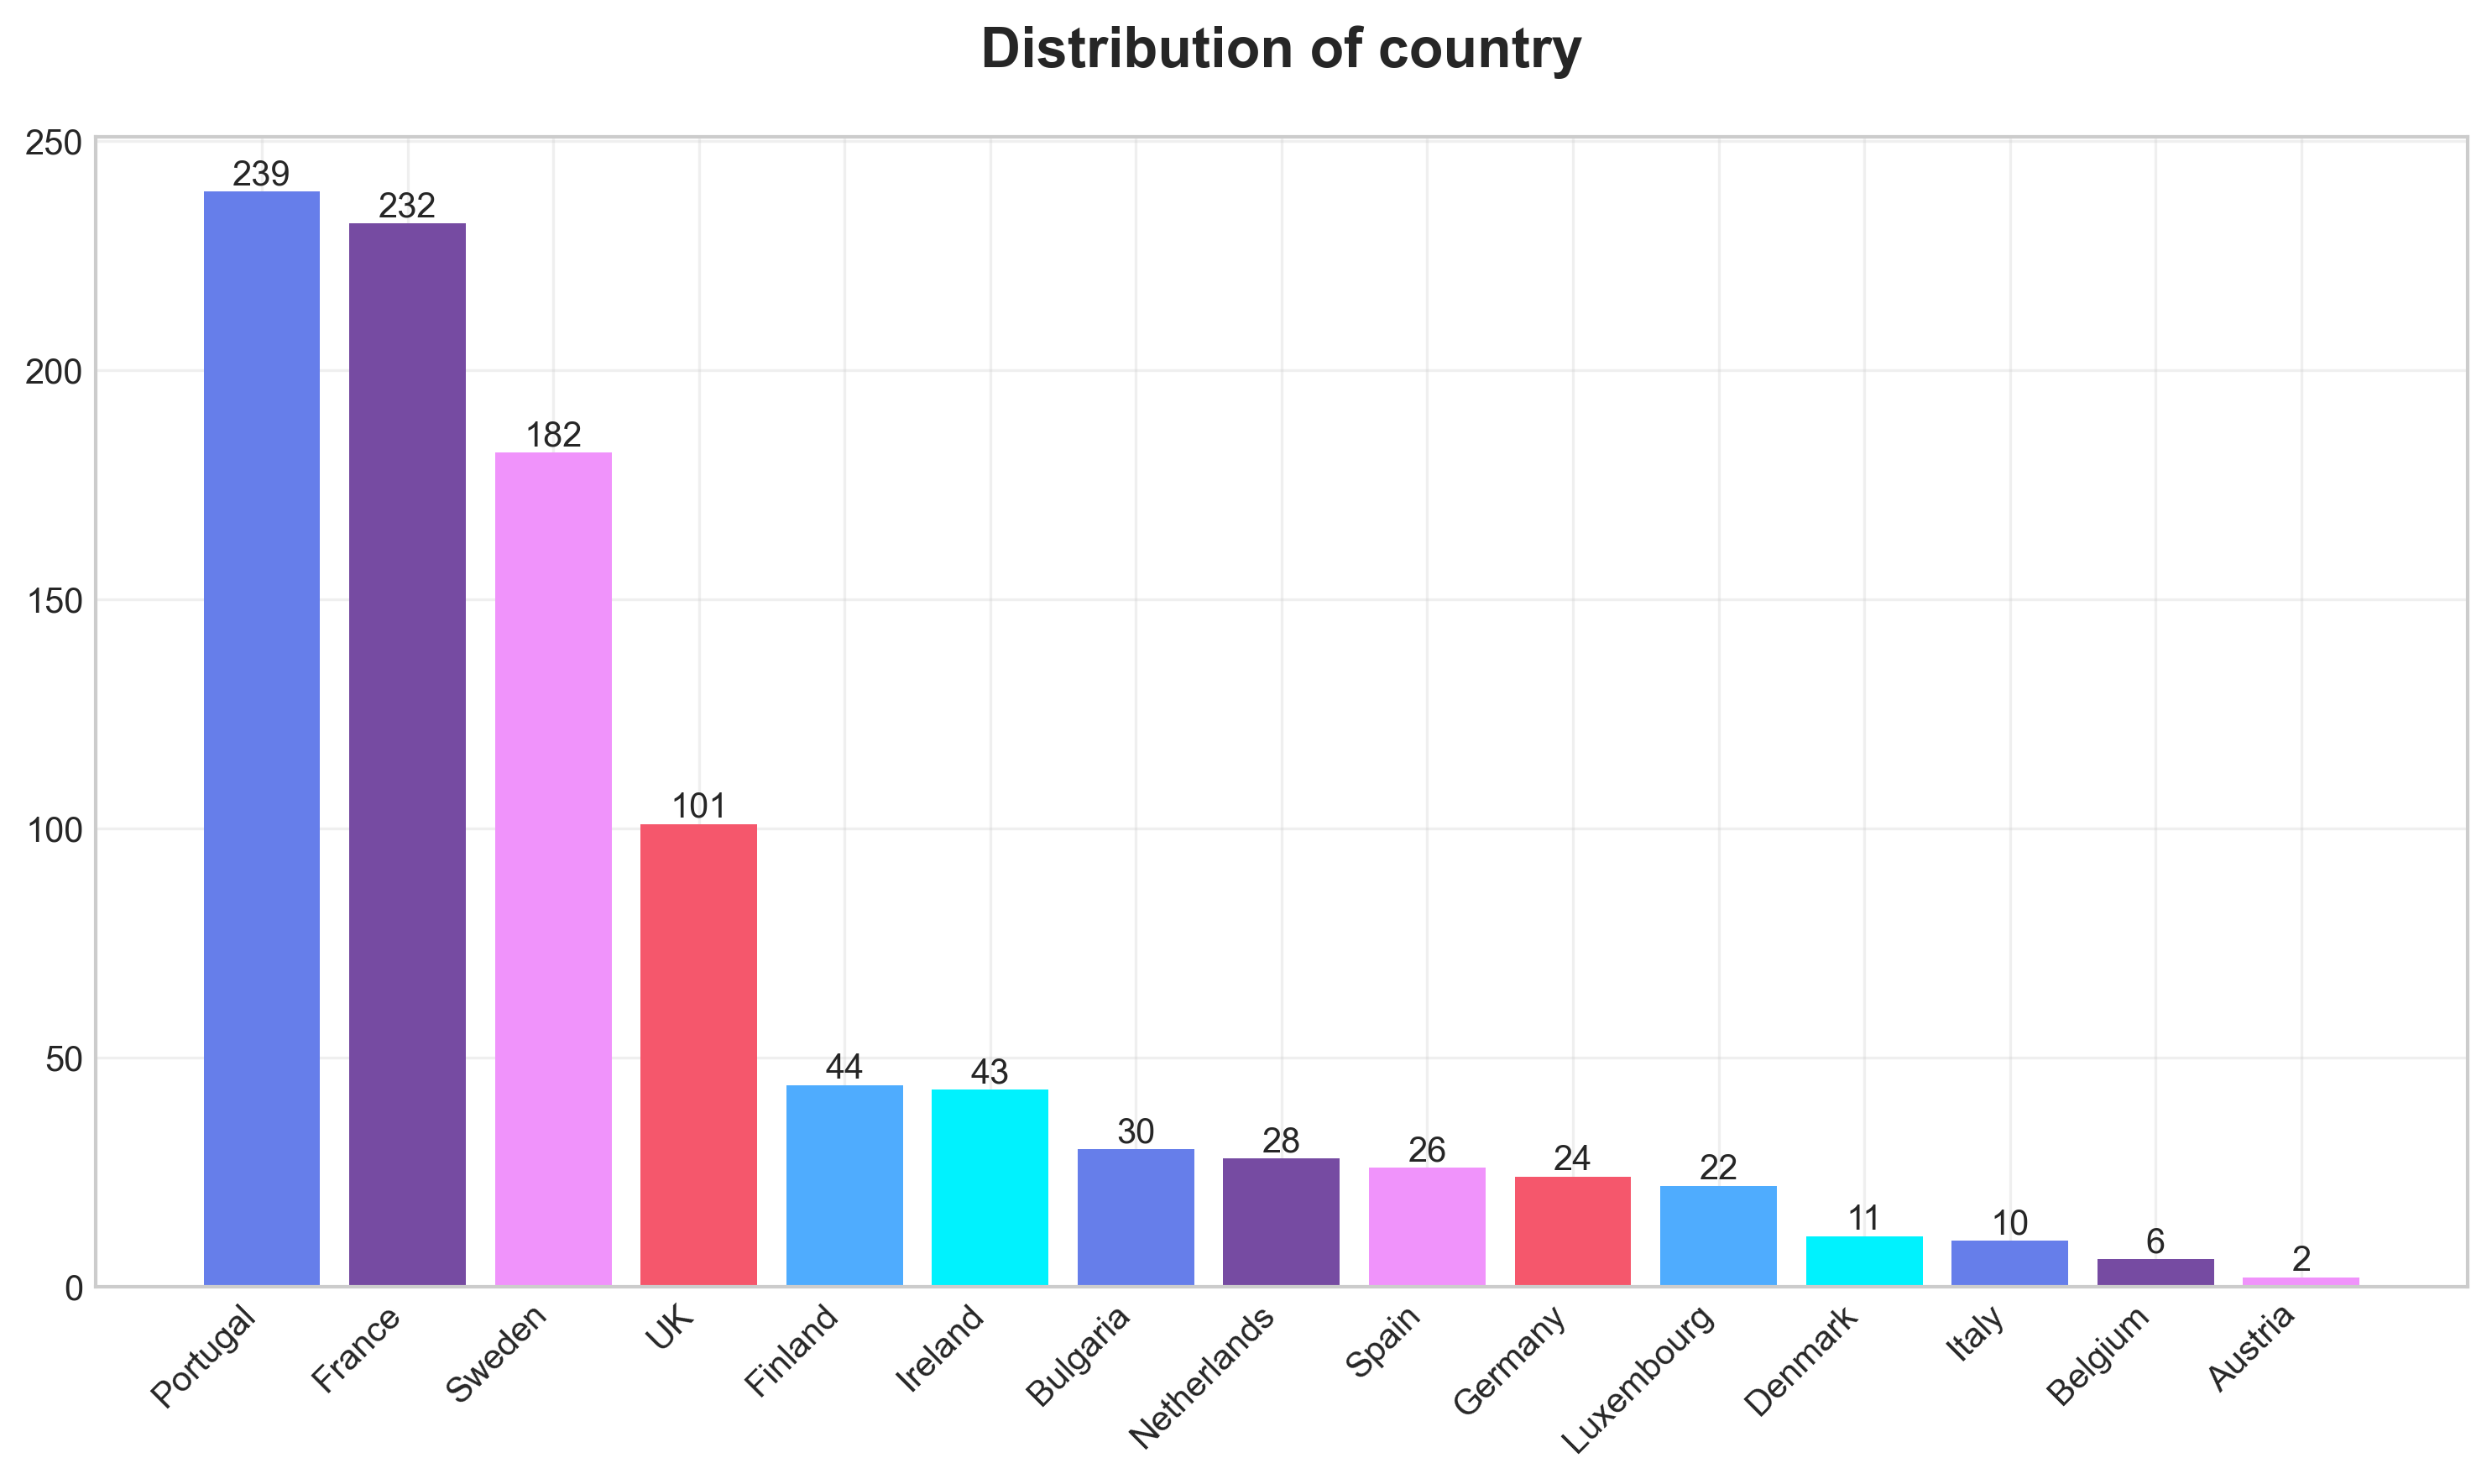 Distribution of country
250
200
150
100
50
0
239
232
182
101
44
43
30
28
26
24
22
11
10
6
2
Portugal
France
Sweden
UK
Finland
Ireland
Bulgaria
Netherlands
Spain
Germany
Luxembourg
Denmark
Italy
Belgium
Austria